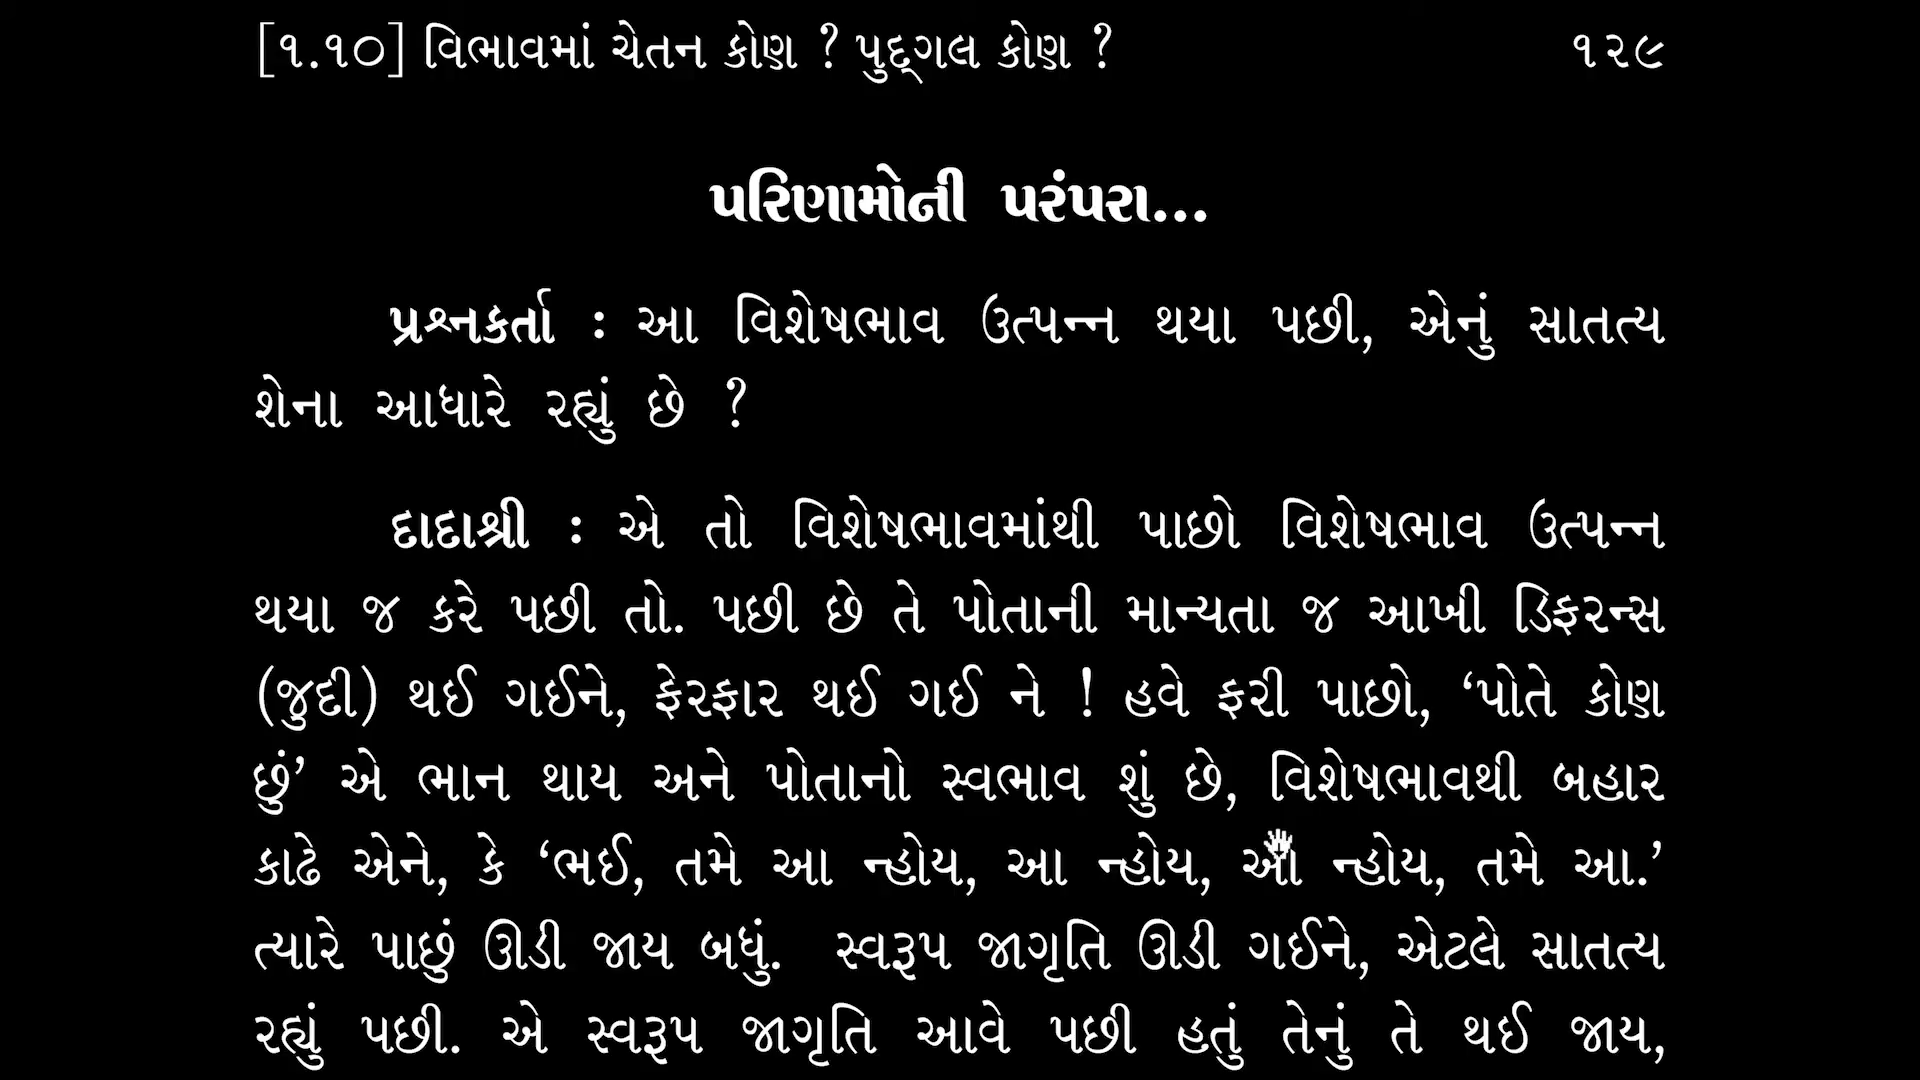 [૧.૧૦] વિભાવમાં ચેતન કોણ ? પુદ્ગલ કોણ ? ૧૨૯
પરિણામોની પરંપરા...
પ્રશ્નકર્તા : આ વિશેષભાવ ઉત્પન્ન થયા પછી, એનું સાતત્ય
શેના આધારે રહ્યું છે ?
દાદાશ્રી : એ તો વિશેષભાવમાંથી પાછો વિશેષભાવ ઉત્પન્ન
થયા જ કરે પછી તો. પછી છે તે પોતાની માન્યતા જ આખી ડિફરન્સ
(જુદી) થઈ ગઈને, ફેરફાર થઈ ગઈ ને ! હવે ફરી પાછો, ‘પોતે કોણ
છું’ એ ભાન થાય અને પોતાનો સ્વભાવ શું છે, વિશેષભાવથી બહાર
કાઢે એને, કે ‘ભઈ, તમે આ ન્હોય, આ ન્હોય, આ ન્હોય, તમે આ.’
ત્યારે પાછું ઊડી જાય બધું. સ્વરૂપ જાગૃતિ ઊડી ગઈને, એટલે સાતત્ય
રહ્યું પછી. એ સ્વરૂપ જાગૃતિ આવે પછી હતું તેનું તે થઈ જાય,